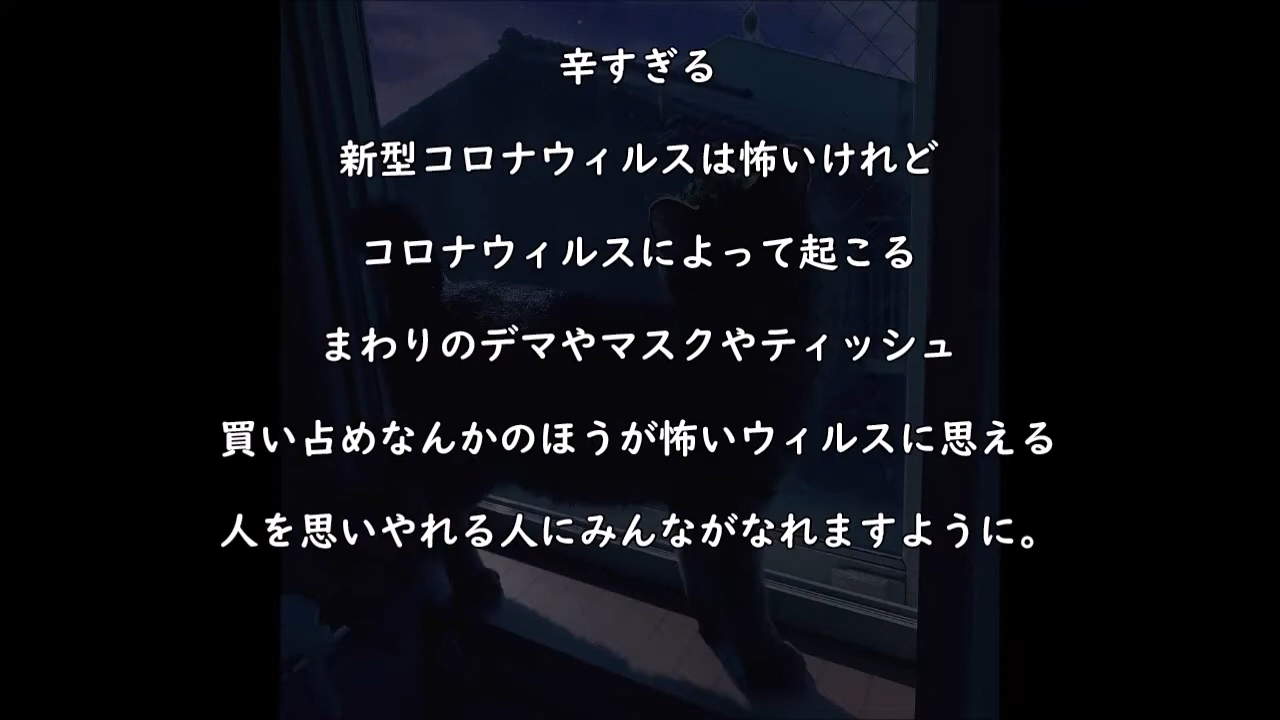 辛すぎる
新型コロナウィルスは怖いけれど
コロナウィルスによって起こる
まわりのデマやマスクやティッシュ
買い占めなんかのほうが怖いウィルスに思える
人を思いやれる人にみんながなれますように。